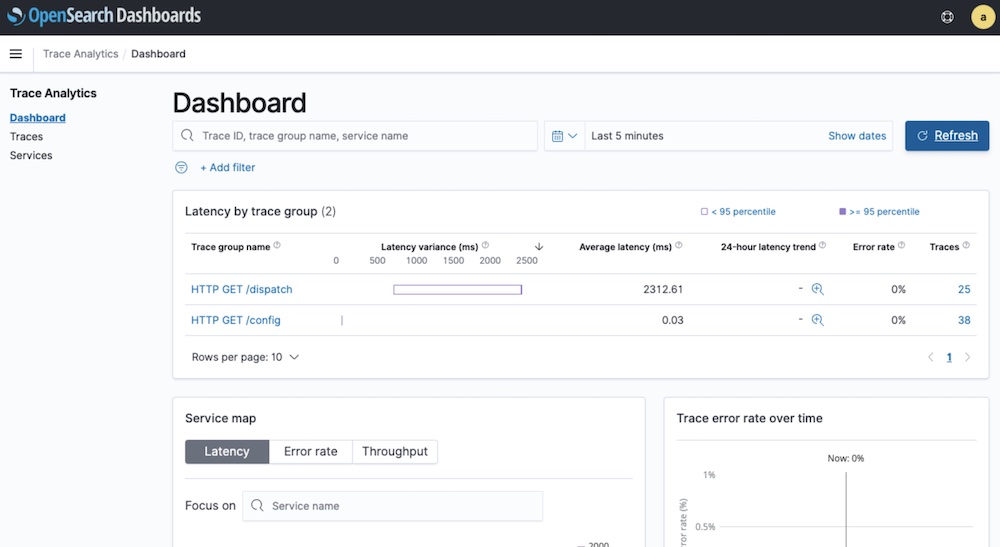 OpenSearch Dashboards
a
Trace Analytics / Dashboard
Trace Analytics
Dashboard
Traces
Services
Dashboard
Trace ID, trace group name, service name
Last 5 minutes
Show dates
Refresh
+ Add filter
Latency by trace group (2)
< 95 percentile
>= 95 percentile
Trace group name ?
Latency variance (ms) ?
0 500 1000 1500 2000 2500
Average latency (ms) ?
24-hour latency trend ?
Error rate ?
Traces ?
HTTP GET /dispatch 2312.61 - 0% 25
HTTP GET /config 0.03 - 0% 38
Rows per page: 10
1
Service map
Latency Error rate Throughput
Focus on Service name
2000
Trace error rate over time
Now: 0%
1%
0.5%